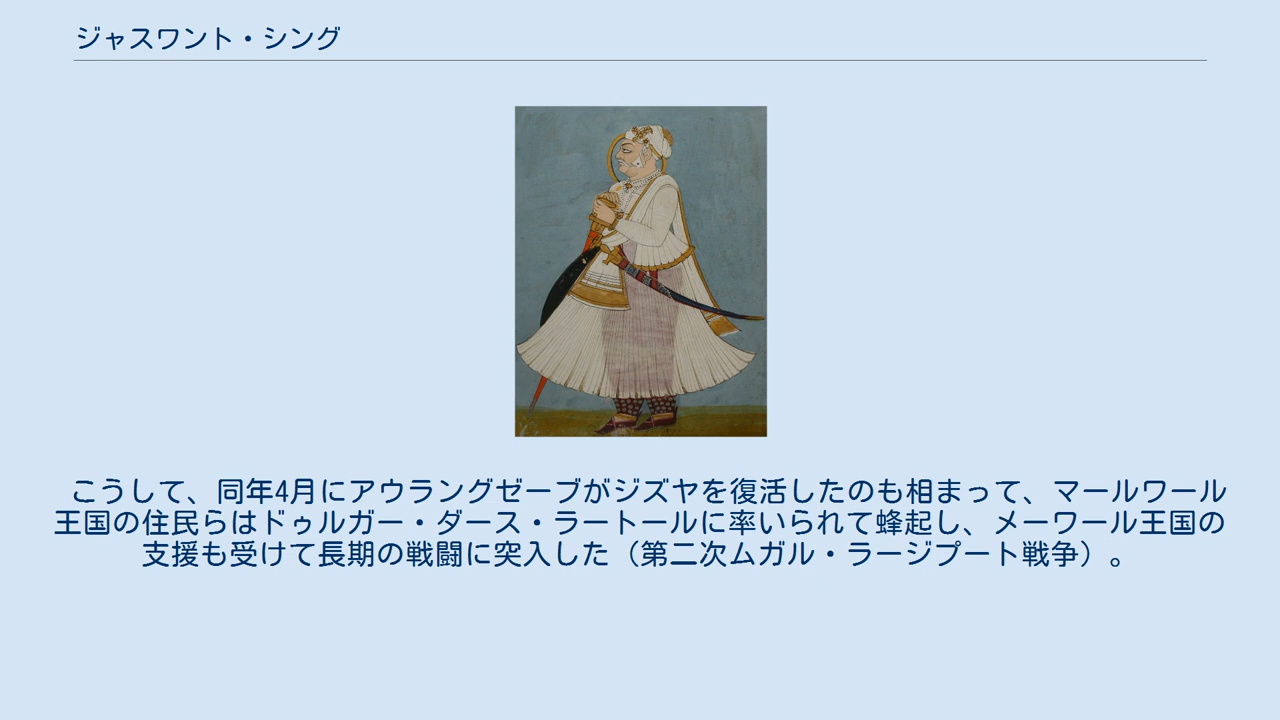 ジャスワント・シング
こうして、同年4月にアウラングゼーブがジズヤを復活したのも相まって、マールワール
王国の住民らはドゥルガー・ダース・ラートールに率いられて蜂起し、メーワール王国の
支援も受けて長期の戦闘に突入した（第二次ムガル・ラージプート戦争）。